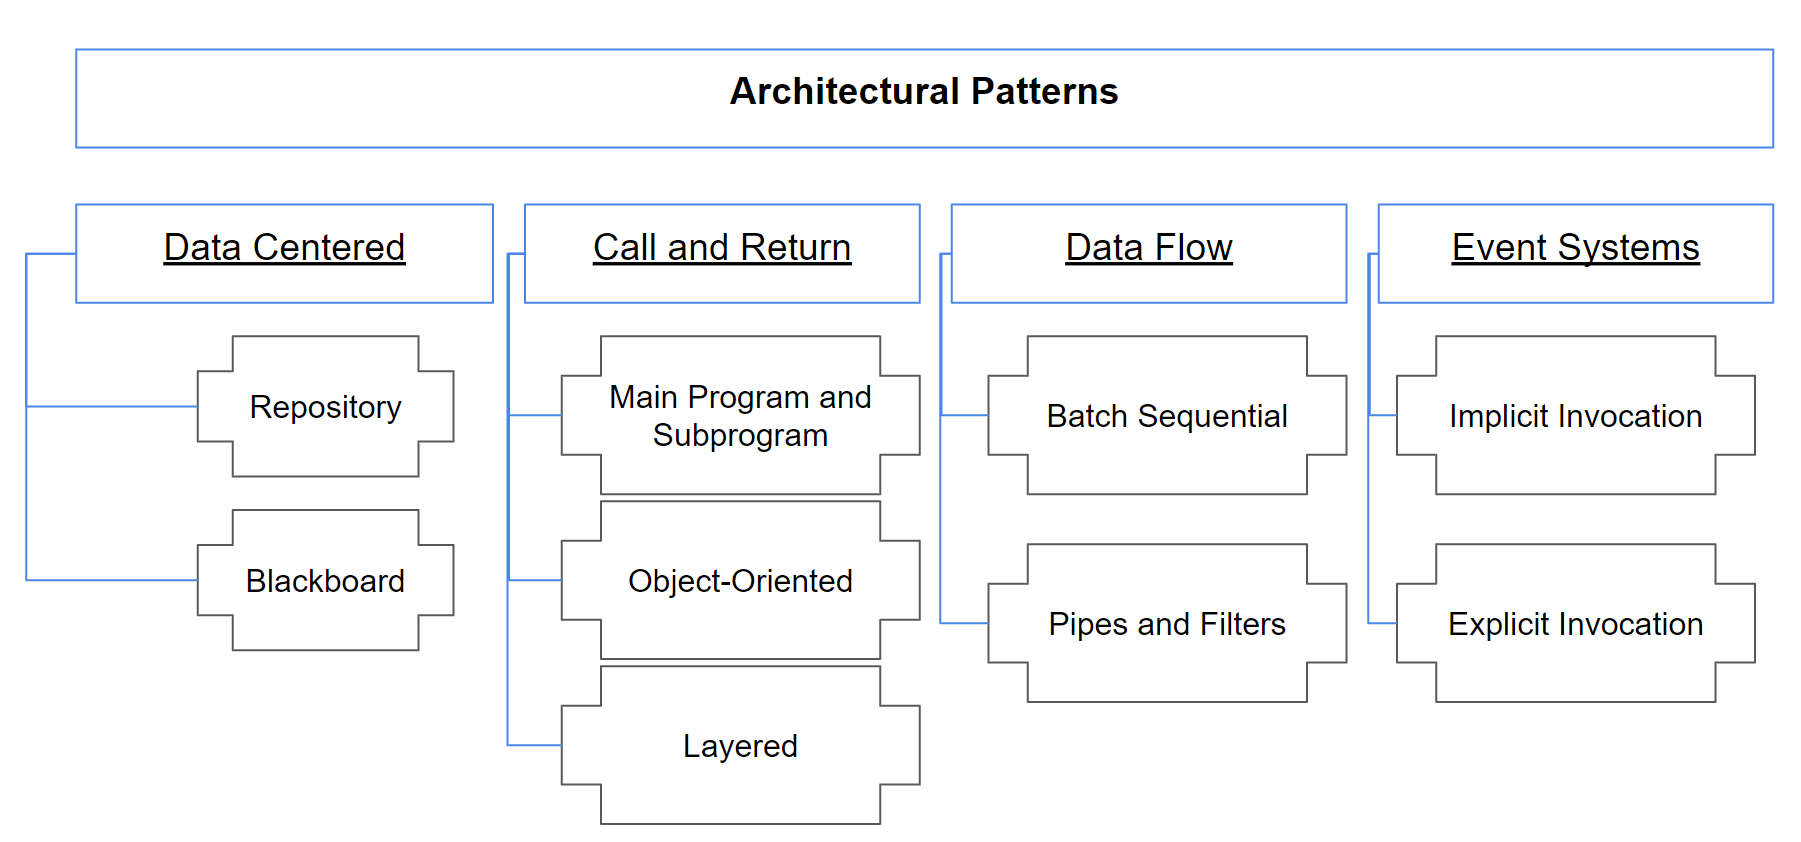 Architectural Patterns
Data Centered
Call and Return
Data Flow
Event Systems
Repository
Blackboard
Main Program and
Subprogram
Object-Oriented
Layered
Batch Sequential
Pipes and Filters
Implicit Invocation
Explicit Invocation